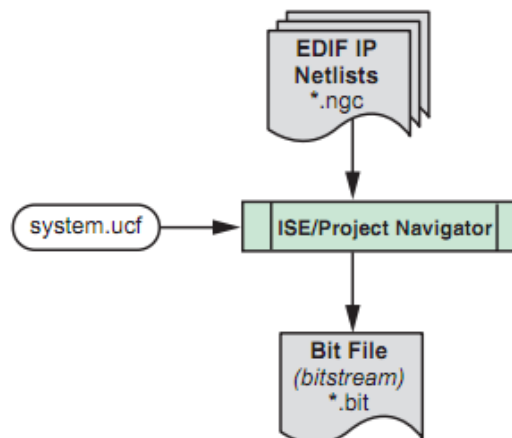 EDIF IP
Netlists
*.ngc
system.ucf
ISE/Project Navigator
Bit File
(bitstream)
*.bit